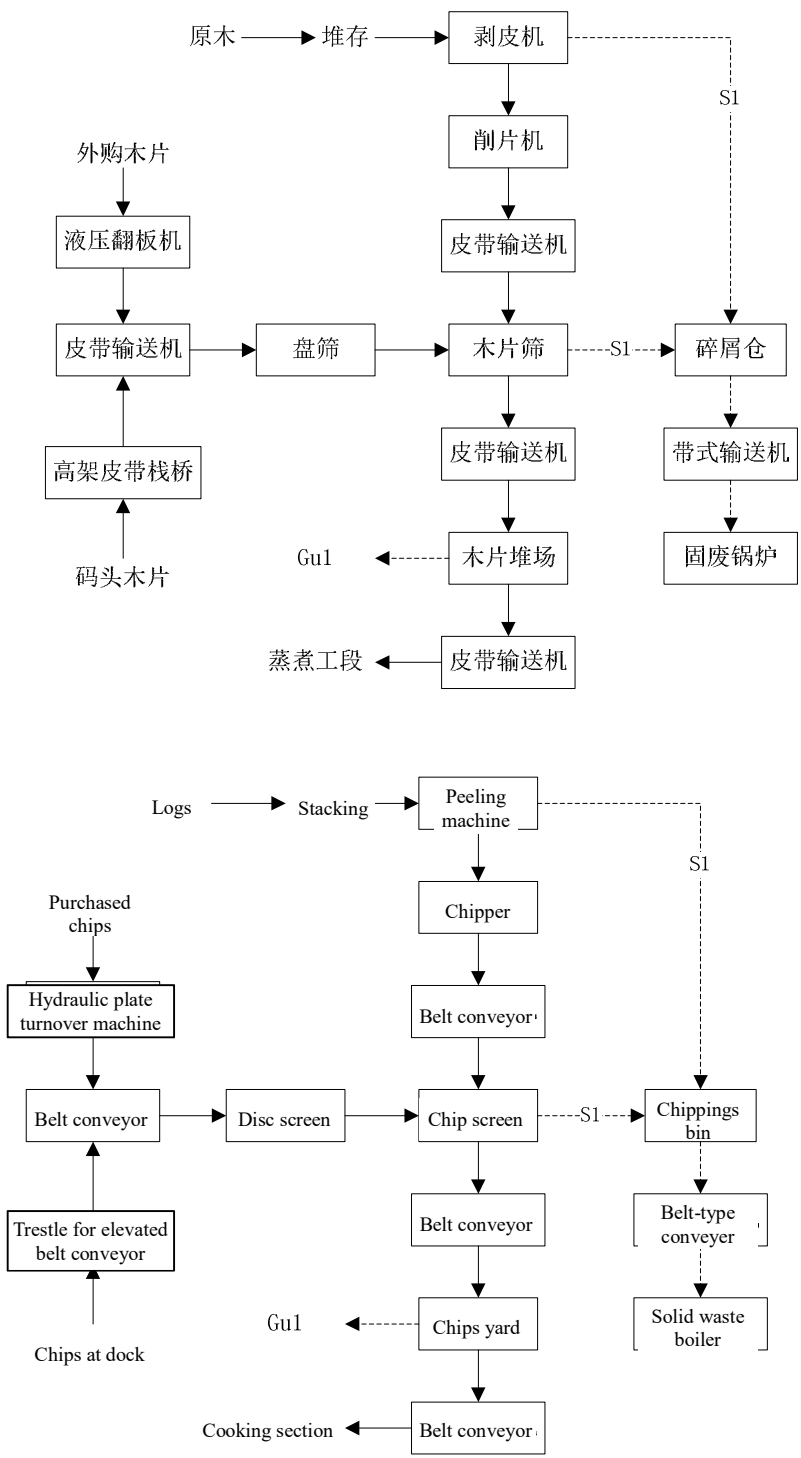 原木
堆存
剥皮机
S1
削片机
外购木片
液压翻板机
皮带输送机
皮带输送机
盘筛
木片筛
S1
碎屑仓
高架皮带栈桥
皮带输送机
带式输送机
码头木片
Gu1
木片堆场
固废锅炉
蒸煮工段
皮带输送机
Logs
Stacking
Peeling
machine
S1
Chipper
Purchased
chips
Hydraulic plate
turnover machine
Belt conveyor
Belt conveyor
Disc screen
Chip screen
S1
Chippings
bin
Trestle for elevated
belt conveyor
Belt conveyor
Belt-type
conveyer
Chips at dock
Gu1
Chips yard
Solid waste
boiler
Cooking section
Belt conveyor